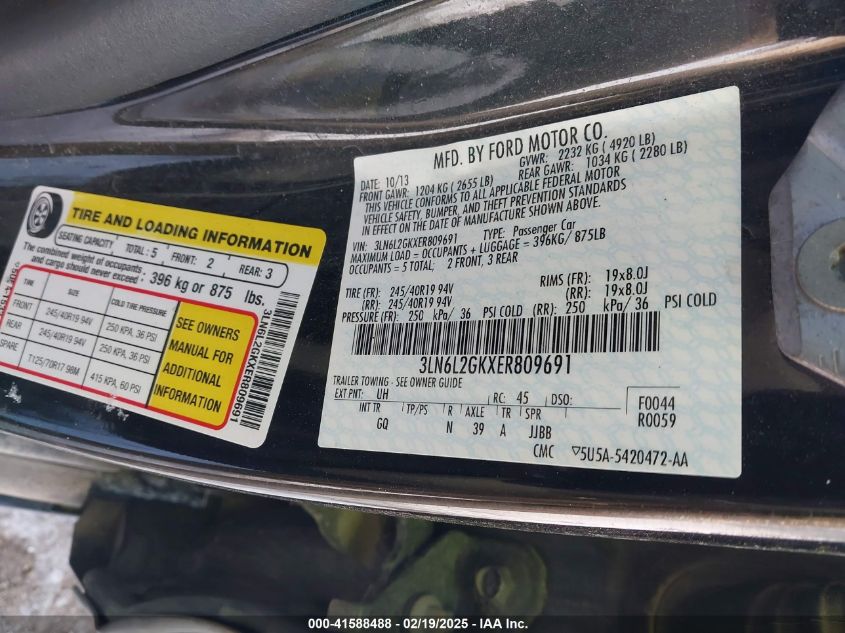 TIRE AND LOADING INFORMATION
SEATING CAPACITY TOTAL: 5 FRONT: 2 REAR: 3
The combined weight of occupants
and cargo should never exceed : 396 kg or 875 lbs.
TIRE SIZE COLD TIRE PRESSURE
FRONT 245/40R19 94V 250 KPA, 36 PSI
REAR 245/40R19 94V 250 KPA, 36 PSI
SPARE T125/70R17 98M 415 KPA, 60 PSI
SEE OWNERS
MANUAL FOR
ADDITIONAL
INFORMATION
3LN6L2GKXER809691
MFD. BY FORD MOTOR CO.
DATE: 10/13 GVWR: 2232 KG ( 4920 LB)
FRONT GAWR: 1204 KG ( 2655 LB) REAR GAWR: 1034 KG ( 2280 LB)
THIS VEHICLE CONFORMS TO ALL APPLICABLE FEDERAL MOTOR
VEHICLE SAFETY, BUMPER, AND THEFT PREVENTION STANDARDS
IN EFFECT ON THE DATE OF MANUFACTURE SHOWN ABOVE.
VIN: 3LN6L2GKXER809691 TYPE: Passenger Car
MAXIMUM LOAD = OCCUPANTS + LUGGAGE = 396KG/ 875LB
OCCUPANTS = 5 TOTAL, 2 FRONT, 3 REAR
TIRE (FR): 245/40R19 94V RIMS (FR): 19x8.0J
(RR): 245/40R19 94V (RR): 19x8.0J
PRESSURE (FR): 250 kPa/ 36 PSI COLD (RR): 250 kPa/ 36 PSI COLD
3LN6L2GKXER809691
TRAILER TOWING - SEE OWNER GUIDE
EXT PNT: UH RC: 45 DSO: F0044
INT TR TP/PS R AXLE TR SPR R0059
GQ N 39 A JJBB
CMC 5U5A-5420472-AA
000-41588488 - 02/19/2025 - IAA Inc.